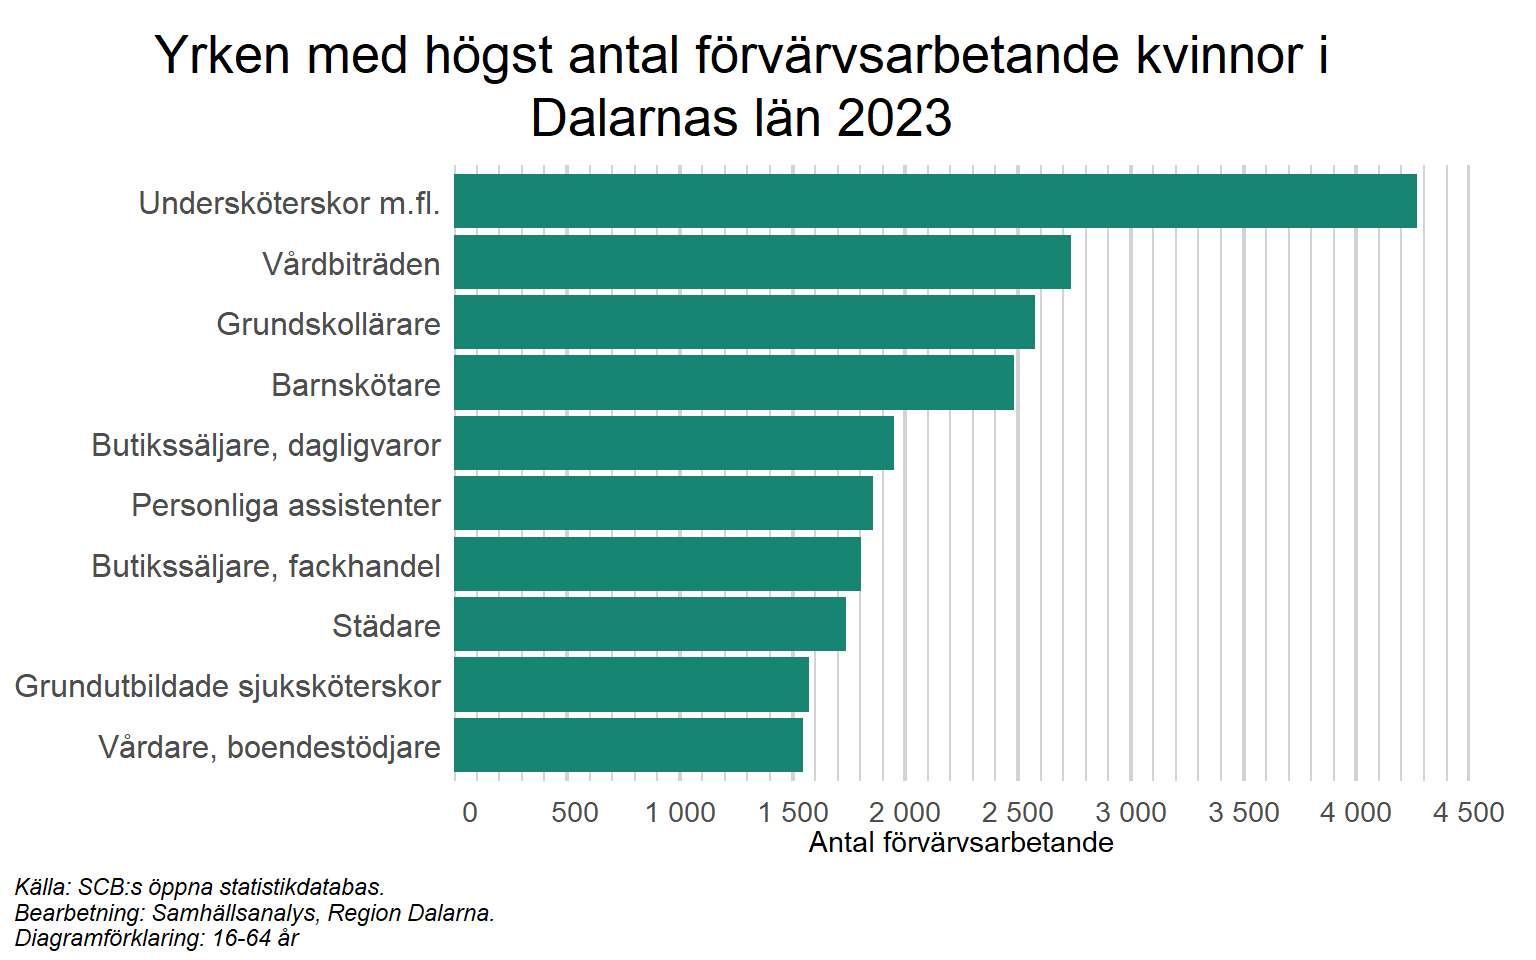 Yrken med högst antal förvärvsarbetande kvinnor i
Dalarnas län 2023
Undersköterskor m.fl.
Vårdbiträden
Grundskollärare
Barnskötare
Butikssäljare, dagligvaror
Personliga assistenter
Butikssäljare, fackhandel
Städare
Grundutbildade sjuksköterskor
Vårdare, boendestödjare
0 500 1 000 1 500 2 000 2 500 3 000 3 500 4 000 4 500
Antal förvärvsarbetande
Källa: SCB:s öppna statistikdatabas.
Bearbetning: Samhällsanalys, Region Dalarna.
Diagramförklaring: 16-64 år